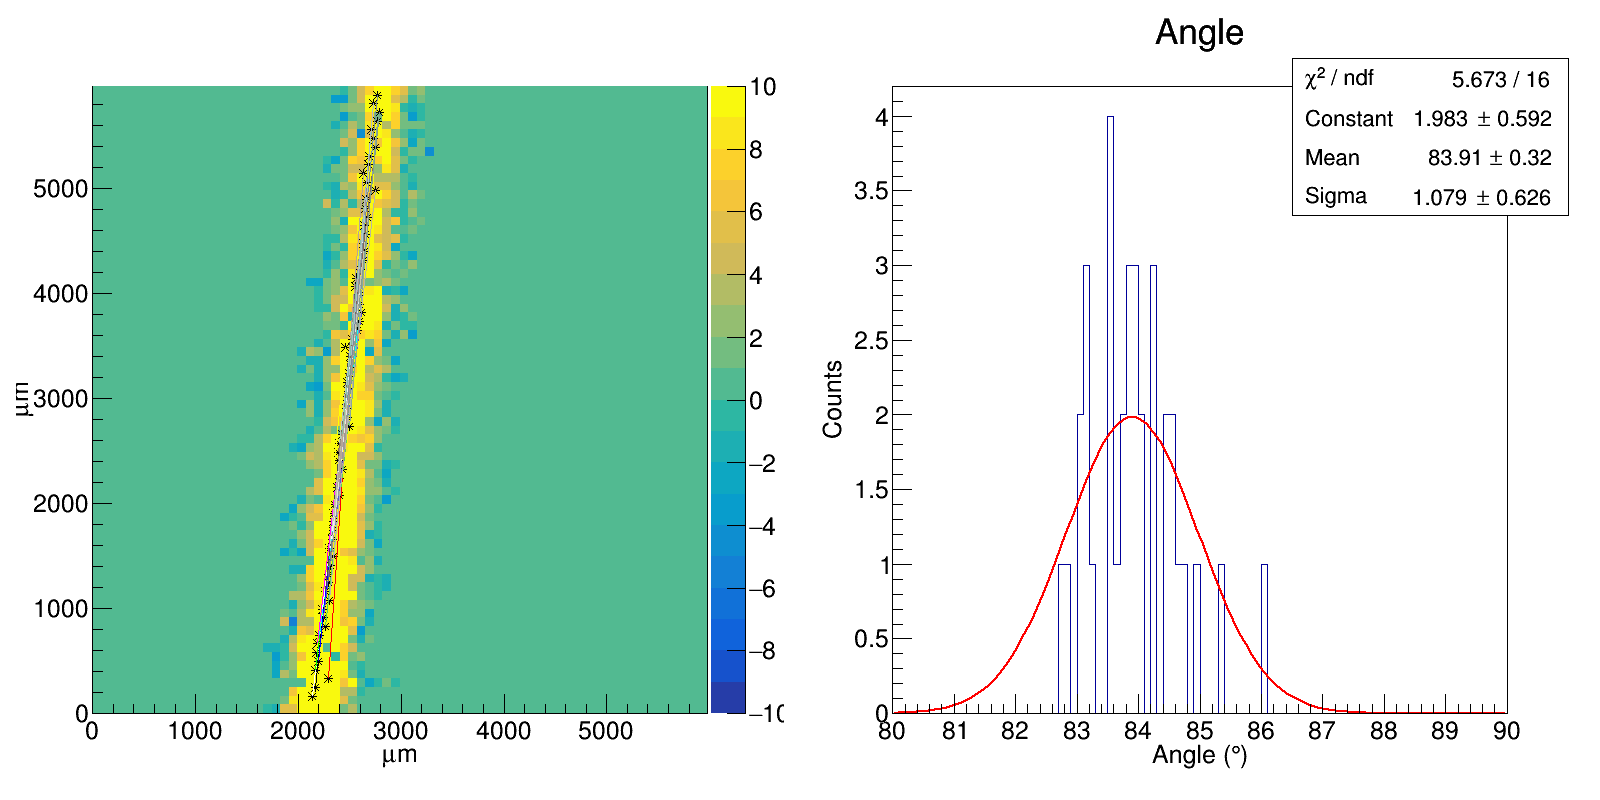 Angle
χ² / ndf 5.673 / 16
Constant 1.983 ± 0.592
Mean 83.91 ± 0.32
Sigma 1.079 ± 0.626
μm
5000
4000
3000
2000
1000
0
0 1000 2000 3000 4000 5000
μm
10
8
6
4
2
0
−2
−4
−6
−8
−10
Counts
4
3.5
3
2.5
2
1.5
1
0.5
0
80 81 82 83 84 85 86 87 88 89 90
Angle (°)